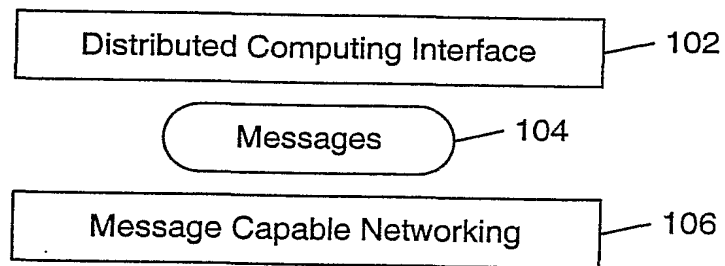 Distributed Computing Interface 102
Messages 104
Message Capable Networking 106